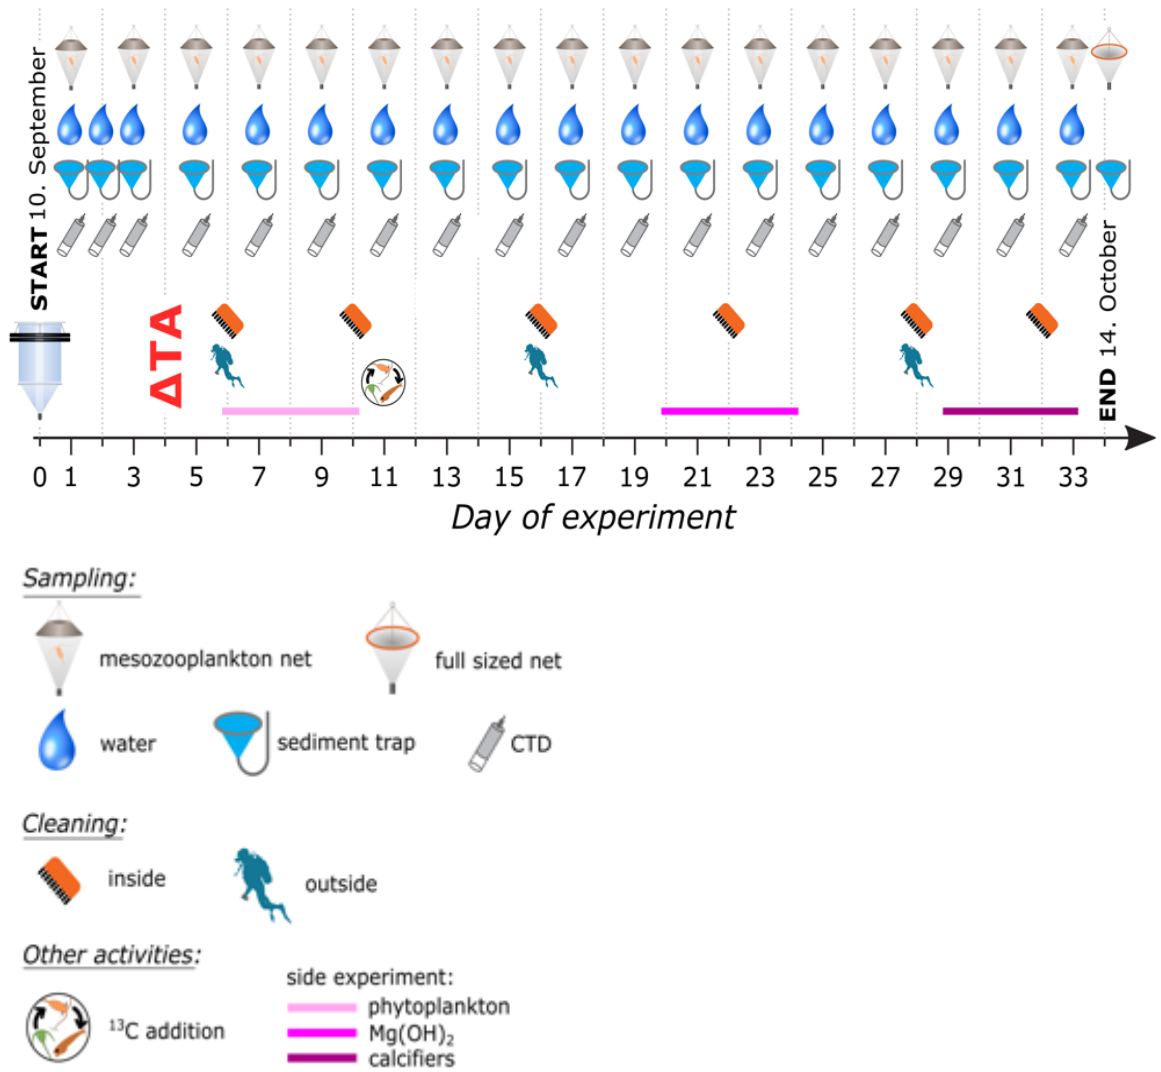 START 10. September
ΔTA
END 14. October
0 1 3 5 7 9 11 13 15 17 19 21 23 25 27 29 31 33
Day of experiment
Sampling:
mesozooplankton net
full sized net
water
sediment trap
CTD
Cleaning:
inside
outside
Other activities:
¹³C addition
side experiment:
phytoplankton
Mg(OH)₂
calcifiers